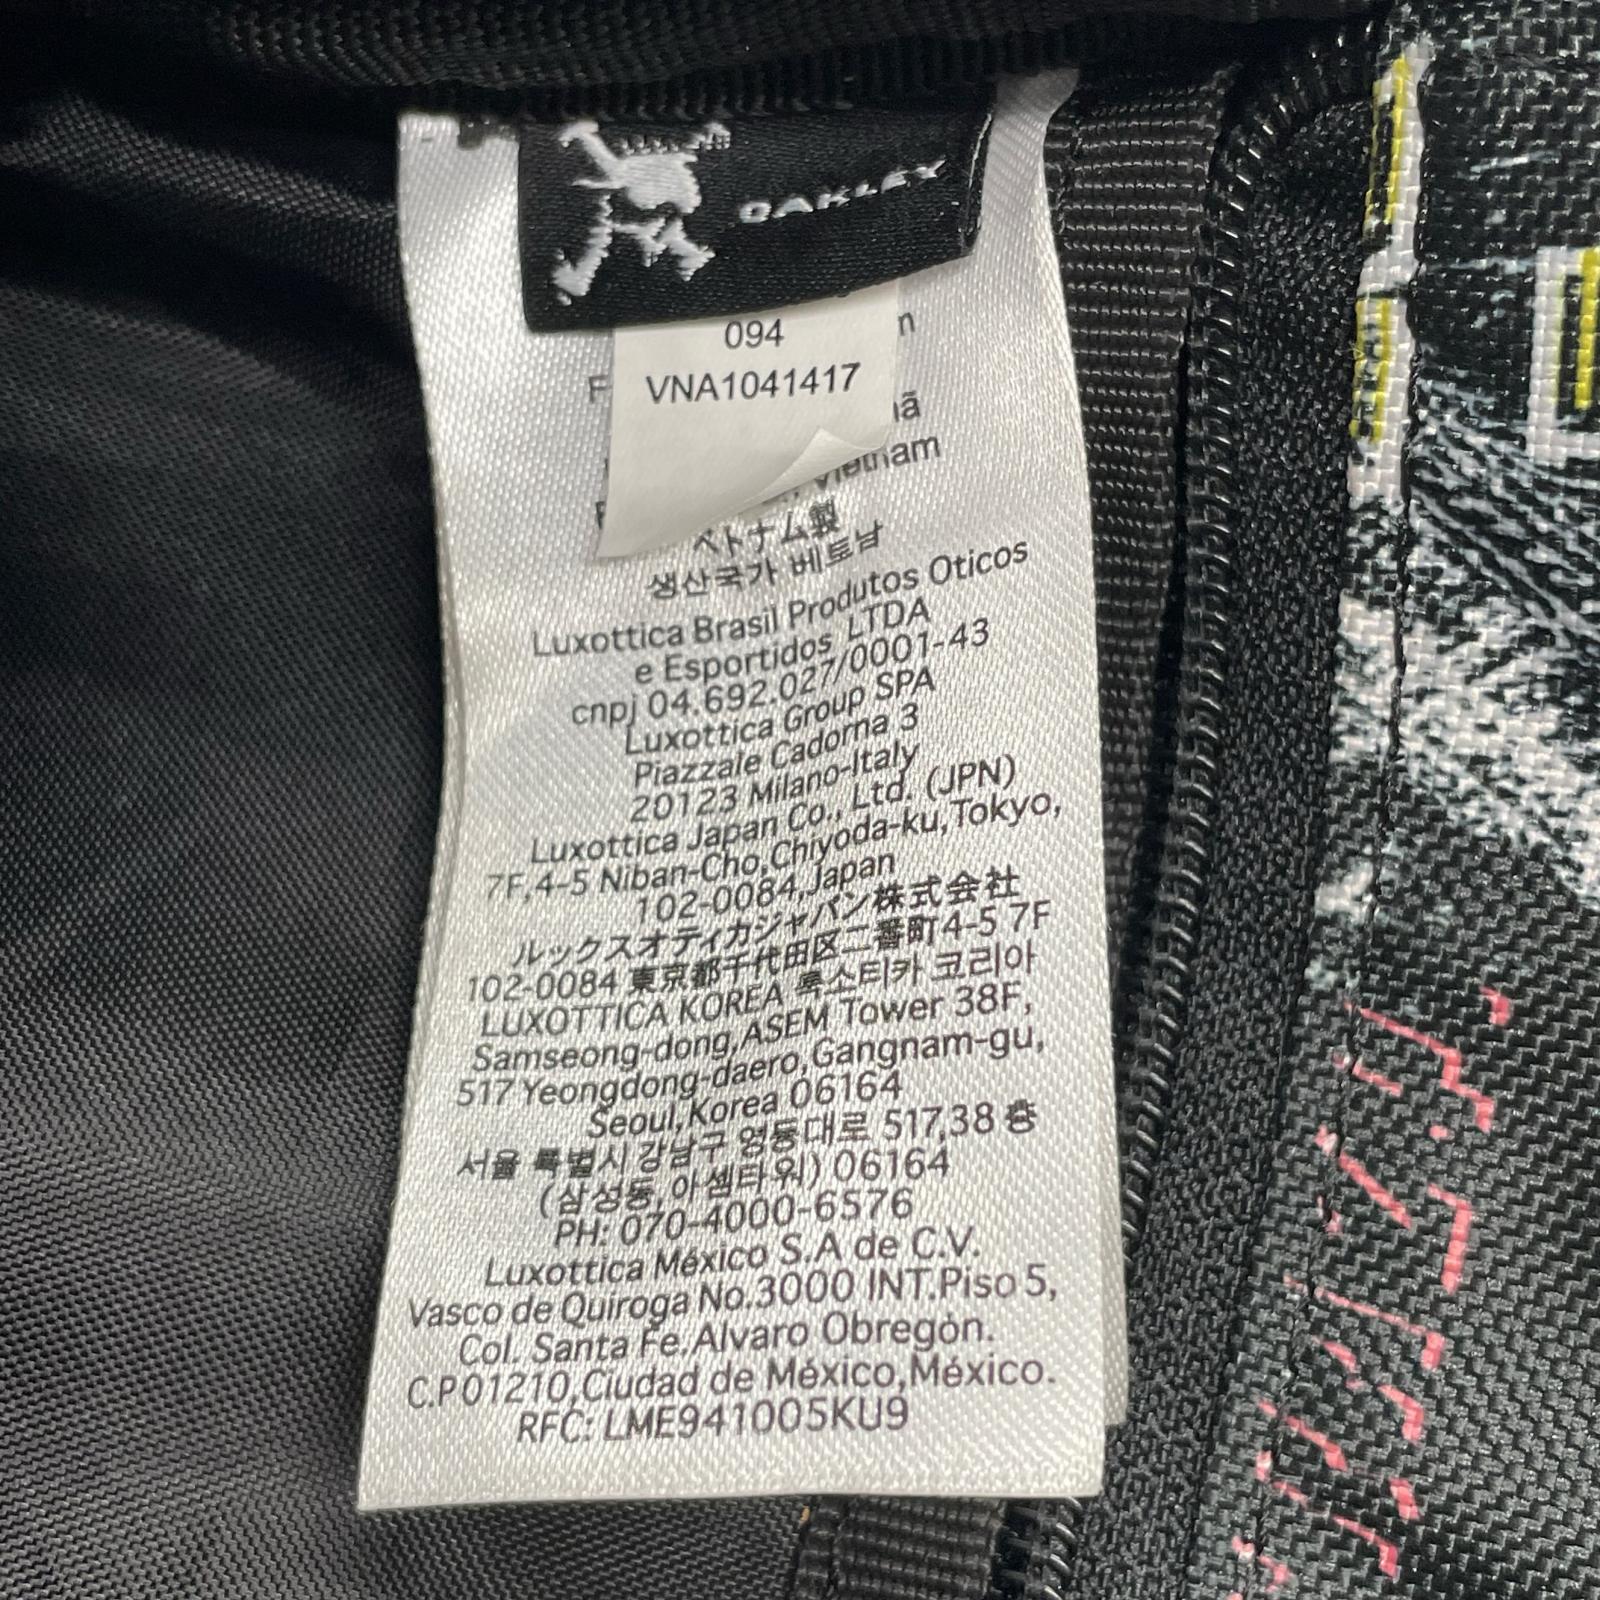 OAKLEY
094
VNA1041417
Vietnam
ベトナム製
생산국가 베트남
Luxottica Brasil Produtos Oticos
e Esportidos LTDA
cnpj 04.692.027/0001-43
Luxottica Group SPA
Piazzale Cadorna 3
20123 Milano-Italy
Luxottica Japan Co., Ltd. (JPN)
7F,4-5 Niban-Cho,Chiyoda-ku,Tokyo,
102-0084,Japan
ルックスオティカジャパン株式会社
102-0084 東京都千代田区二番町4-5 7F
LUXOTTICA KOREA 룩소티카 코리아
Samseong-dong,ASEM Tower 38F,
517 Yeongdong-daero,Gangnam-gu,
Seoul,Korea 06164
서울 특별시 강남구 영동대로 517,38 층
(삼성동,아셈타워) 06164
PH: 070-4000-6576
Luxottica México S.A de C.V.
Vasco de Quiroga No.3000 INT.Piso 5,
Col. Santa Fe.Alvaro Obregón.
C.P 01210,Ciudad de México,México.
RFC: LME941005KU9